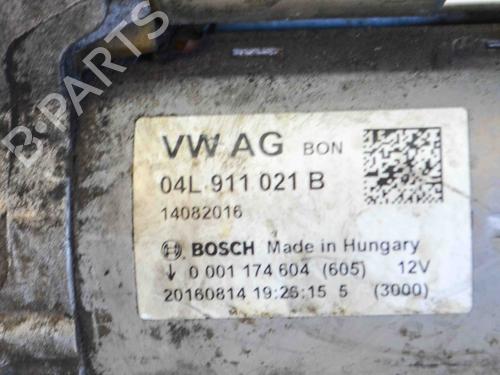 B-PARTS
VW AG BON
04L 911 021 B
14082016
BOSCH Made in Hungary
0 001 174 604 (605) 12V
20160814 19:26:15 5 (3000)